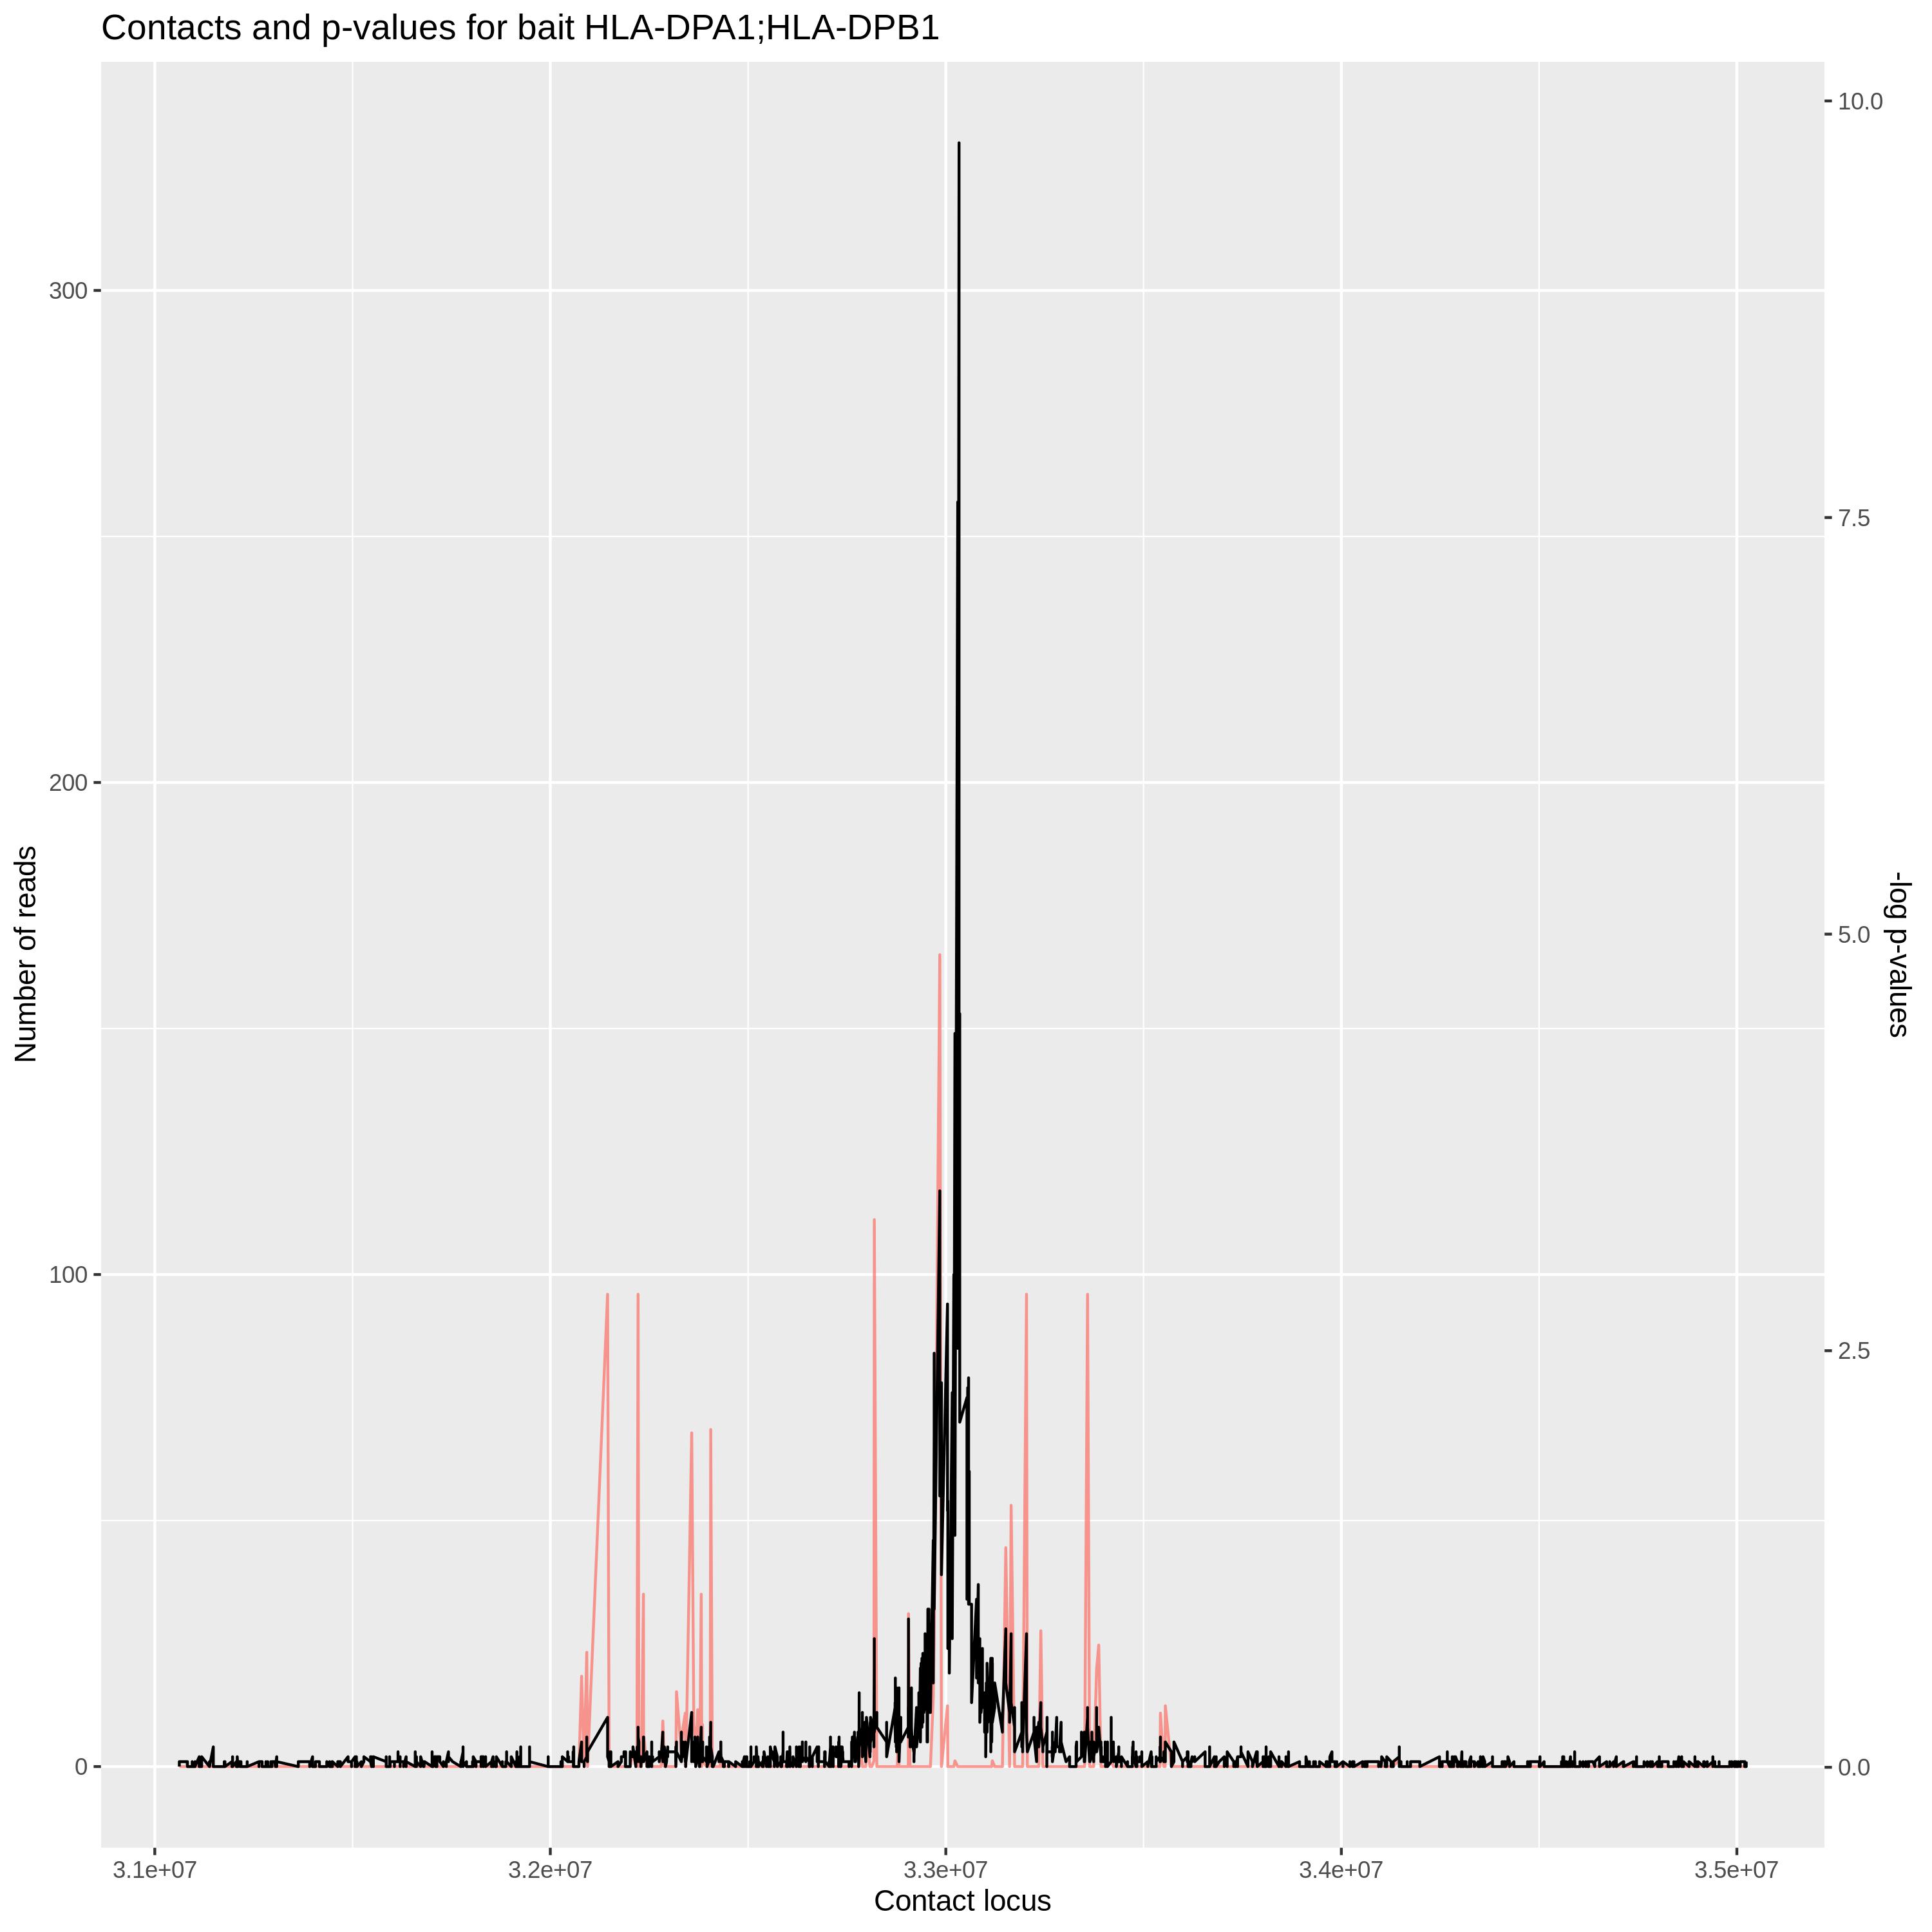 Contacts and p-values for bait HLA-DPA1;HLA-DPB1
Number of reads
300
200
100
0
10.0
7.5
5.0
2.5
0.0
-log p-values
3.1e+07
3.2e+07
3.3e+07
3.4e+07
3.5e+07
Contact locus